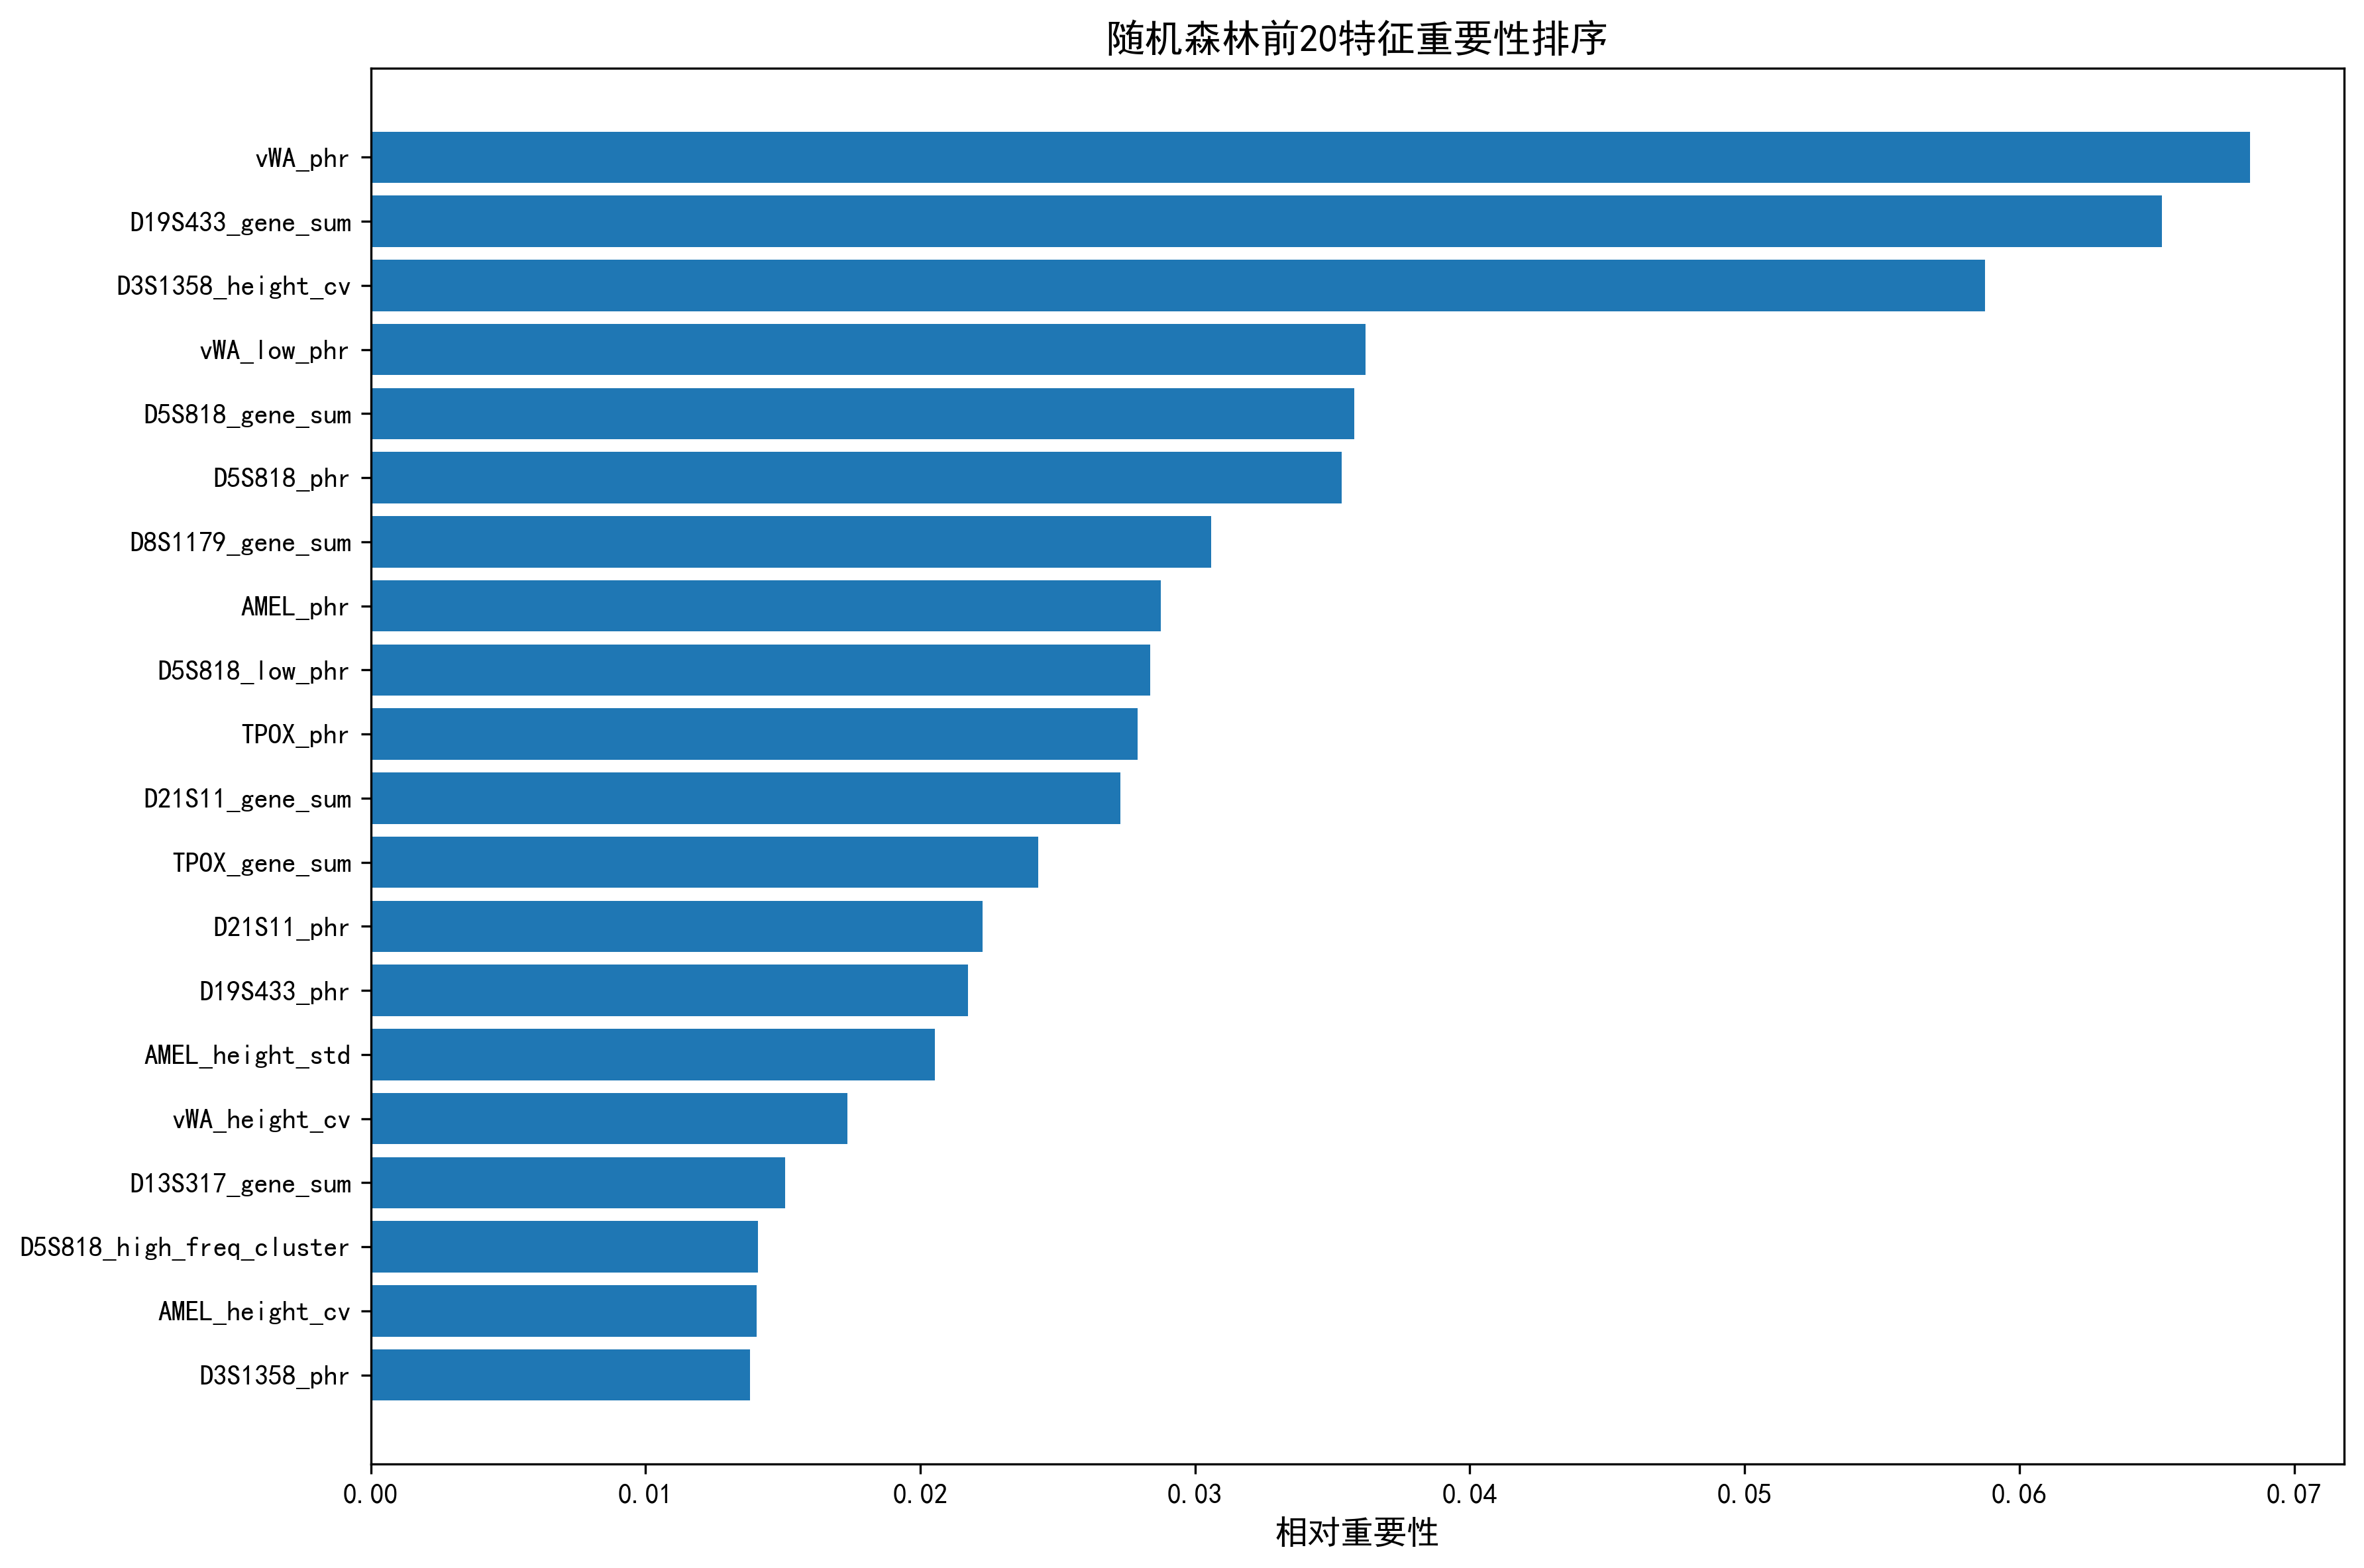 随机森林前20特征重要性排序
vWA_phr
D19S433_gene_sum
D3S1358_height_cv
vWA_low_phr
D5S818_gene_sum
D5S818_phr
D8S1179_gene_sum
AMEL_phr
D5S818_low_phr
TPOX_phr
D21S11_gene_sum
TPOX_gene_sum
D21S11_phr
D19S433_phr
AMEL_height_std
vWA_height_cv
D13S317_gene_sum
D5S818_high_freq_cluster
AMEL_height_cv
D3S1358_phr
0.00 0.01 0.02 0.03 0.04 0.05 0.06 0.07
相对重要性